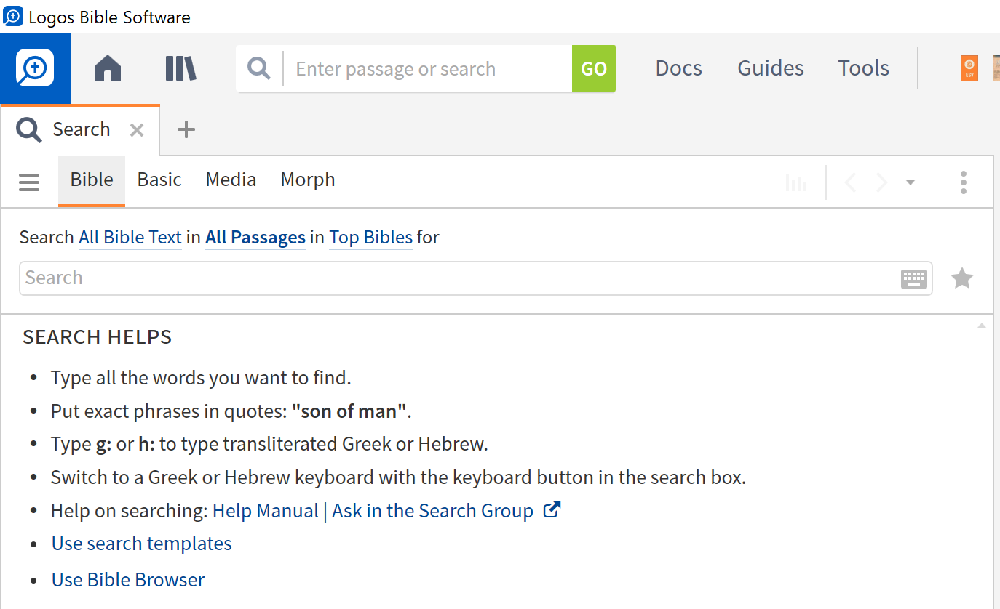 Logos Bible Software
Enter passage or search GO Docs Guides Tools
ESV
Search
Bible Basic Media Morph
Search All Bible Text in All Passages in Top Bibles for
Search
SEARCH HELPS
• Type all the words you want to find.
• Put exact phrases in quotes: "son of man".
• Type g: or h: to type transliterated Greek or Hebrew.
• Switch to a Greek or Hebrew keyboard with the keyboard button in the search box.
• Help on searching: Help Manual | Ask in the Search Group
• Use search templates
• Use Bible Browser